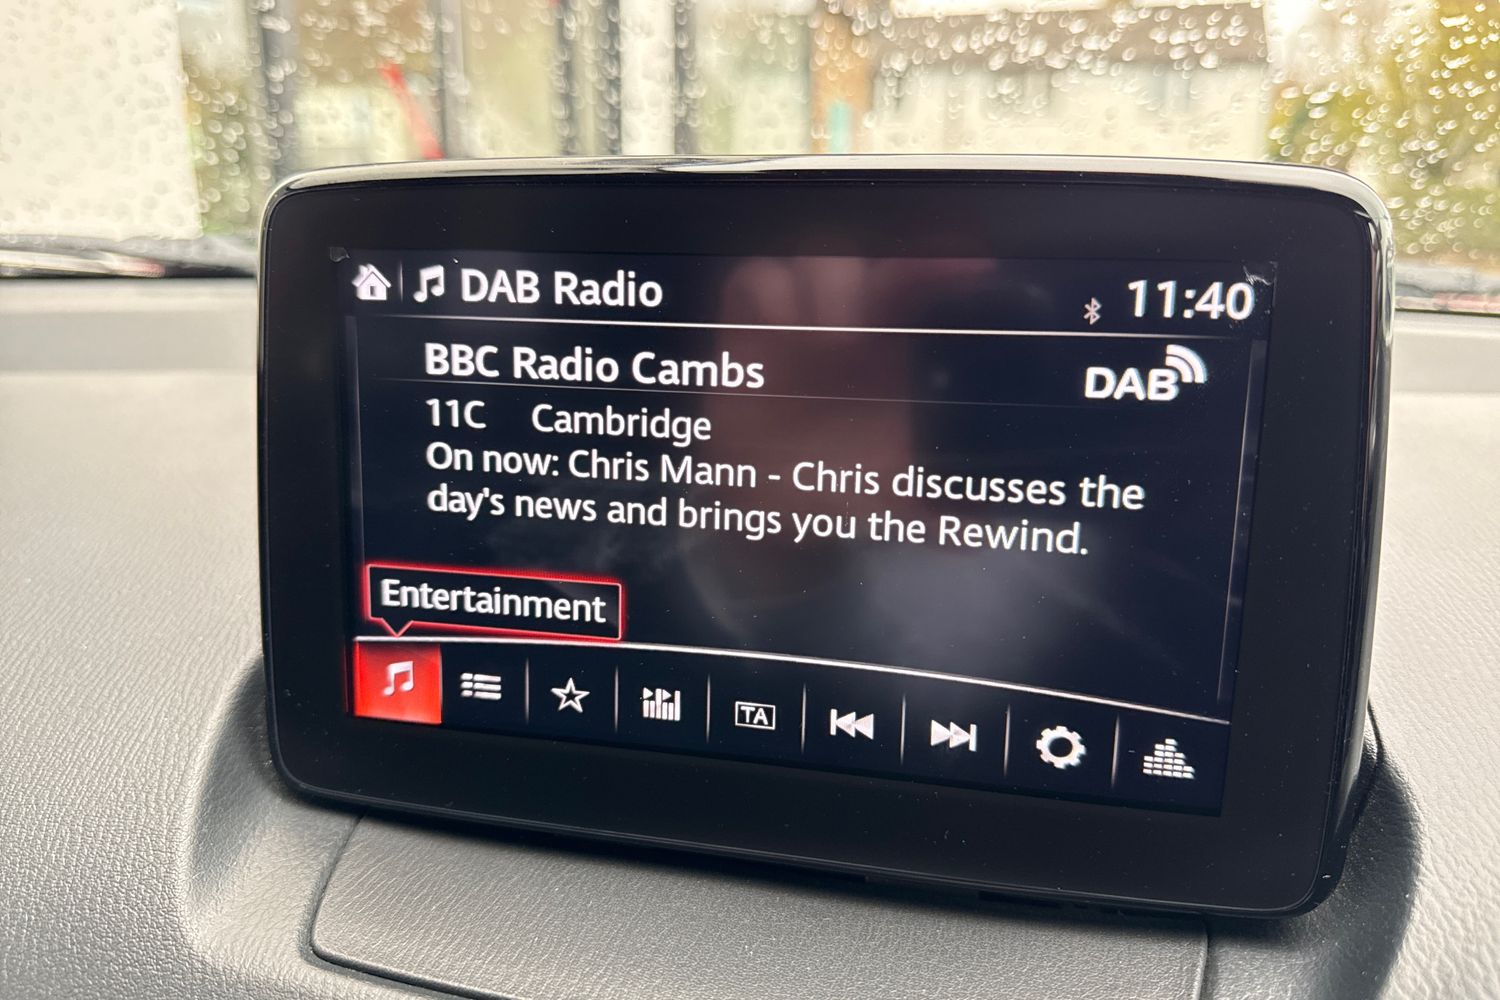 DAB Radio
11:40
BBC Radio Cambs
DAB
11C Cambridge
On now: Chris Mann - Chris discusses the
day's news and brings you the Rewind.
Entertainment
TA